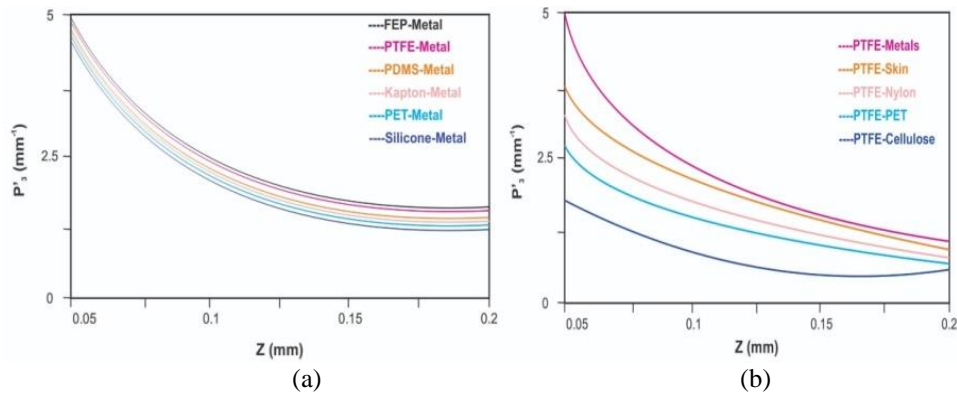 (a)
5
2.5
0
P'₃ (mm⁻¹)
----FEP-Metal
----PTFE-Metal
----PDMS-Metal
----Kapton-Metal
----PET-Metal
----Silicone-Metal
0.05 0.1 0.15 0.2
Z (mm)
(a)
(b)
5
2.5
0
P'₃ (mm⁻¹)
----PTFE-Metals
----PTFE-Skin
----PTFE-Nylon
----PTFE-PET
----PTFE-Cellulose
0.05 0.1 0.15 0.2
Z (mm)
(b)